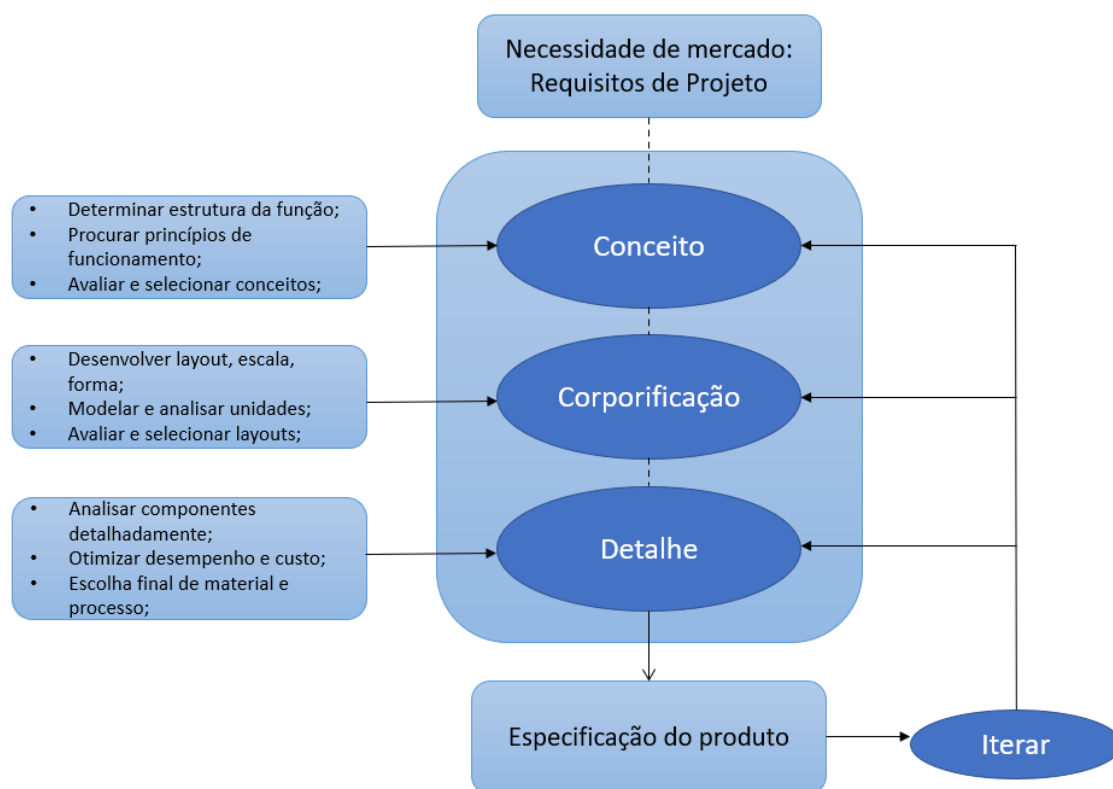 Necessidade de mercado:
Requisitos de Projeto
• Determinar estrutura da função;
• Procurar princípios de
funcionamento;
• Avaliar e selecionar conceitos;
Conceito
• Desenvolver layout, escala,
forma;
• Modelar e analisar unidades;
• Avaliar e selecionar layouts;
Corporificação
• Analisar componentes
detalhadamente;
• Otimizar desempenho e custo;
• Escolha final de material e
processo;
Detalhe
Especificação do produto
Iterar